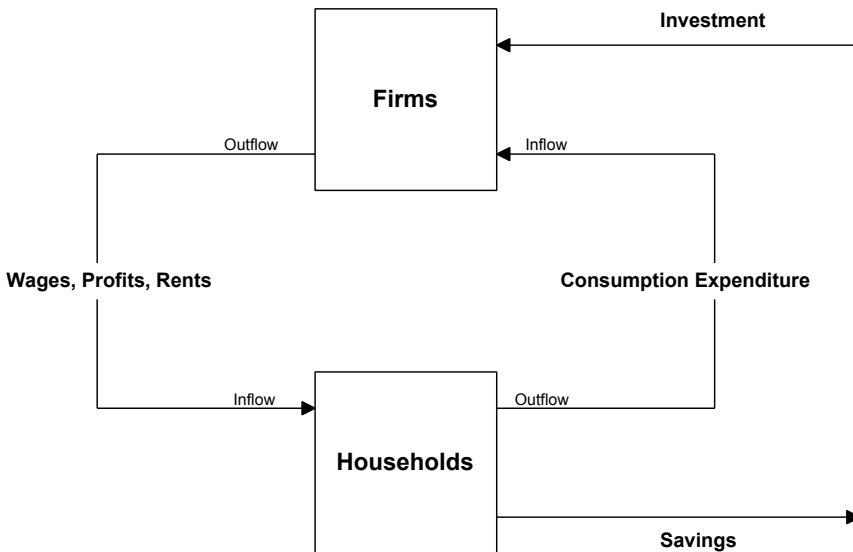 Investment
Firms
Outflow
Inflow
Wages, Profits, Rents
Consumption Expenditure
Inflow
Outflow
Households
Savings